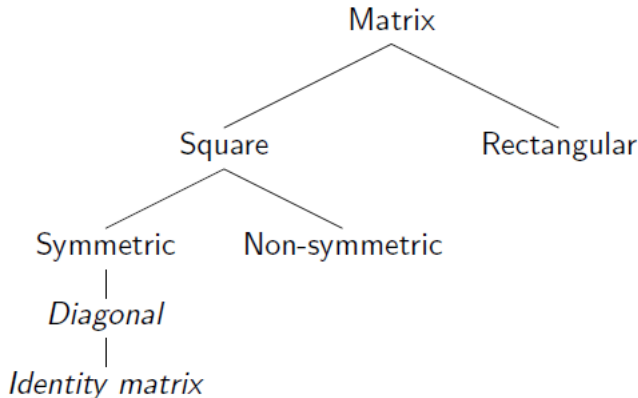 Matrix
Square Rectangular
Symmetric Non-symmetric
Diagonal
Identity matrix